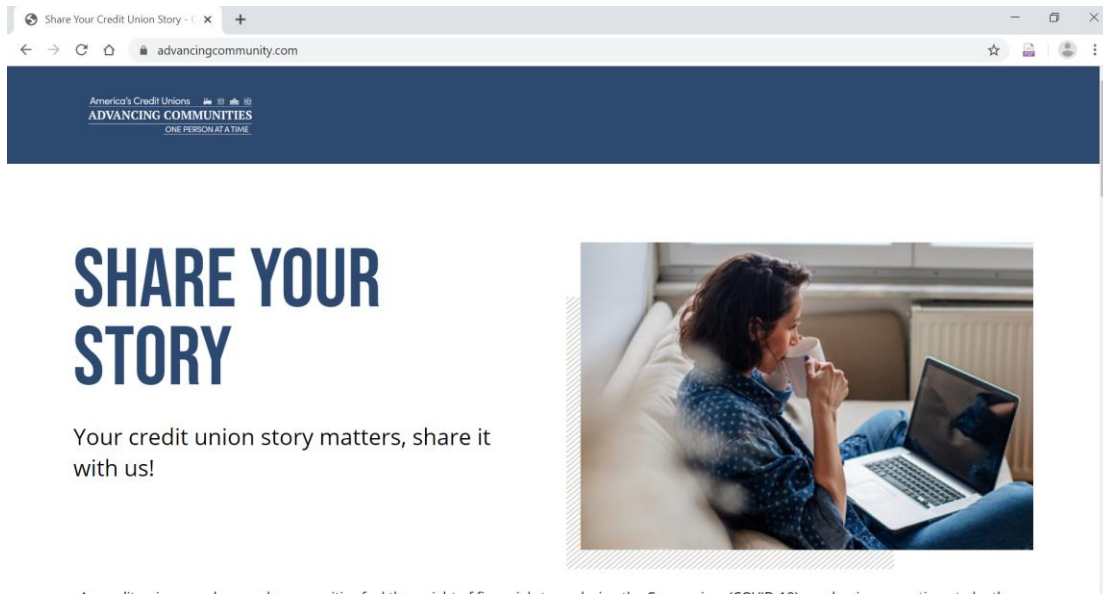 Share Your Credit Union Story -
advancingcommunity.com
America's Credit Unions
ADVANCING COMMUNITIES
ONE PERSON AT A TIME
SHARE YOUR
STORY
Your credit union story matters, share it
with us!